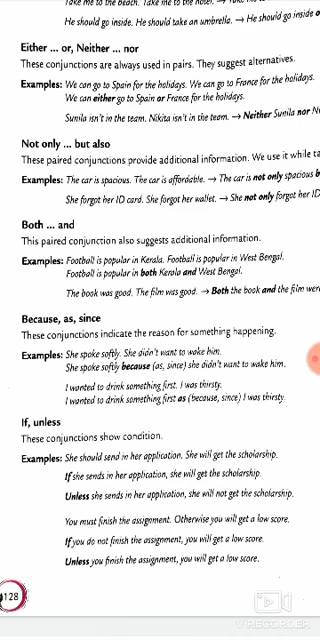 Take me to the beach. Take me to the hotel. →
He should go inside. He should take an umbrella. → He should go inside o
Either ... or, Neither ... nor
These conjunctions are always used in pairs. They suggest alternatives.
Examples: We can go to Spain for the holidays. We can go to France for the holidays.
We can either go to Spain or France for the holidays.
Sunila isn't in the team. Nikita isn't in the team. → Neither Sunila nor Ni
Not only ... but also
These paired conjunctions provide additional information. We use it while ta
Examples: The car is spacious. The car is affordable. → The car is not only spacious b
She forgot her ID card. She forgot her wallet. → She not only forgot her ID
Both ... and
This paired conjunction also suggests additional information.
Examples: Football is popular in Kerala. Football is popular in West Bengal.
Football is popular in both Kerala and West Bengal.
The book was good. The film was good. → Both the book and the film wer
Because, as, since
These conjunctions indicate the reason for something happening.
Examples: She spoke softly. She didn't want to wake him.
She spoke softly because (as, since) she didn't want to wake him.
I wanted to drink something first. I was thirsty.
I wanted to drink something first as (because, since) I was thirsty.
If, unless
These conjunctions show condition.
Examples: She should send in her application. She will get the scholarship.
If she sends in her application, she will get the scholarship.
Unless she sends in her application, she will not get the scholarship.
You must finish the assignment. Otherwise you will get a low score.
If you do not finish the assignment, you will get a low score.
Unless you finish the assignment, you will get a low score.
128
V RECORDER